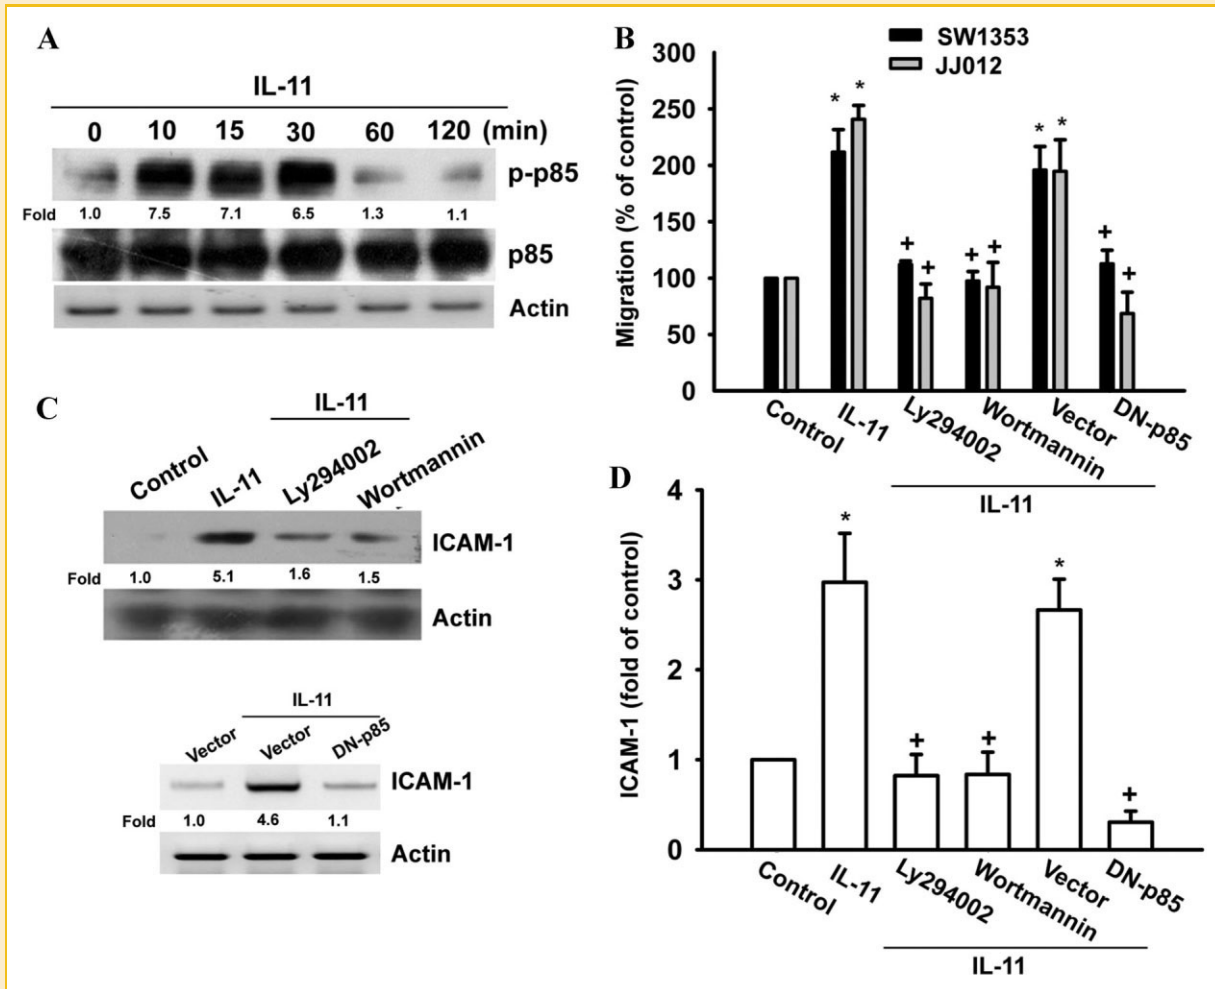 A
IL-11
0 10 15 30 60 120 (min)
p-p85
Fold 1.0 7.5 7.1 6.5 1.3 1.1
p85
Actin
B
SW1353
JJ012
Migration (% of control)
300
250
200
150
100
50
0
* * + + + + * * + +
Control IL-11 Ly294002 Wortmannin Vector DN-p85
IL-11
C
IL-11
Control IL-11 Ly294002 Wortmannin
ICAM-1
Fold 1.0 5.1 1.6 1.5
Actin
IL-11
Vector Vector DN-p85
ICAM-1
Fold 1.0 4.6 1.1
Actin
D
ICAM-1 (fold of control)
4
3
2
1
0
* + + * +
Control IL-11 Ly294002 Wortmannin Vector DN-p85
IL-11